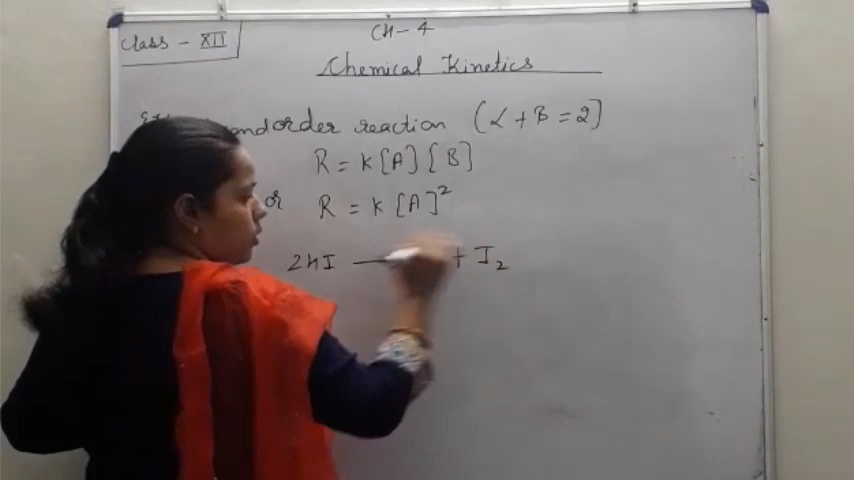 Class - XII
CH - 4
Chemical Kinetics
order reaction (α + B = 2]
R = K [A] [B]
or R = K [A]²
2HI — + I₂